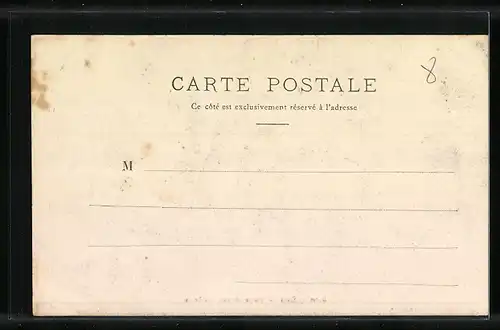 8
CARTE POSTALE
Ce côté est exclusivement réservé à l'adresse
M